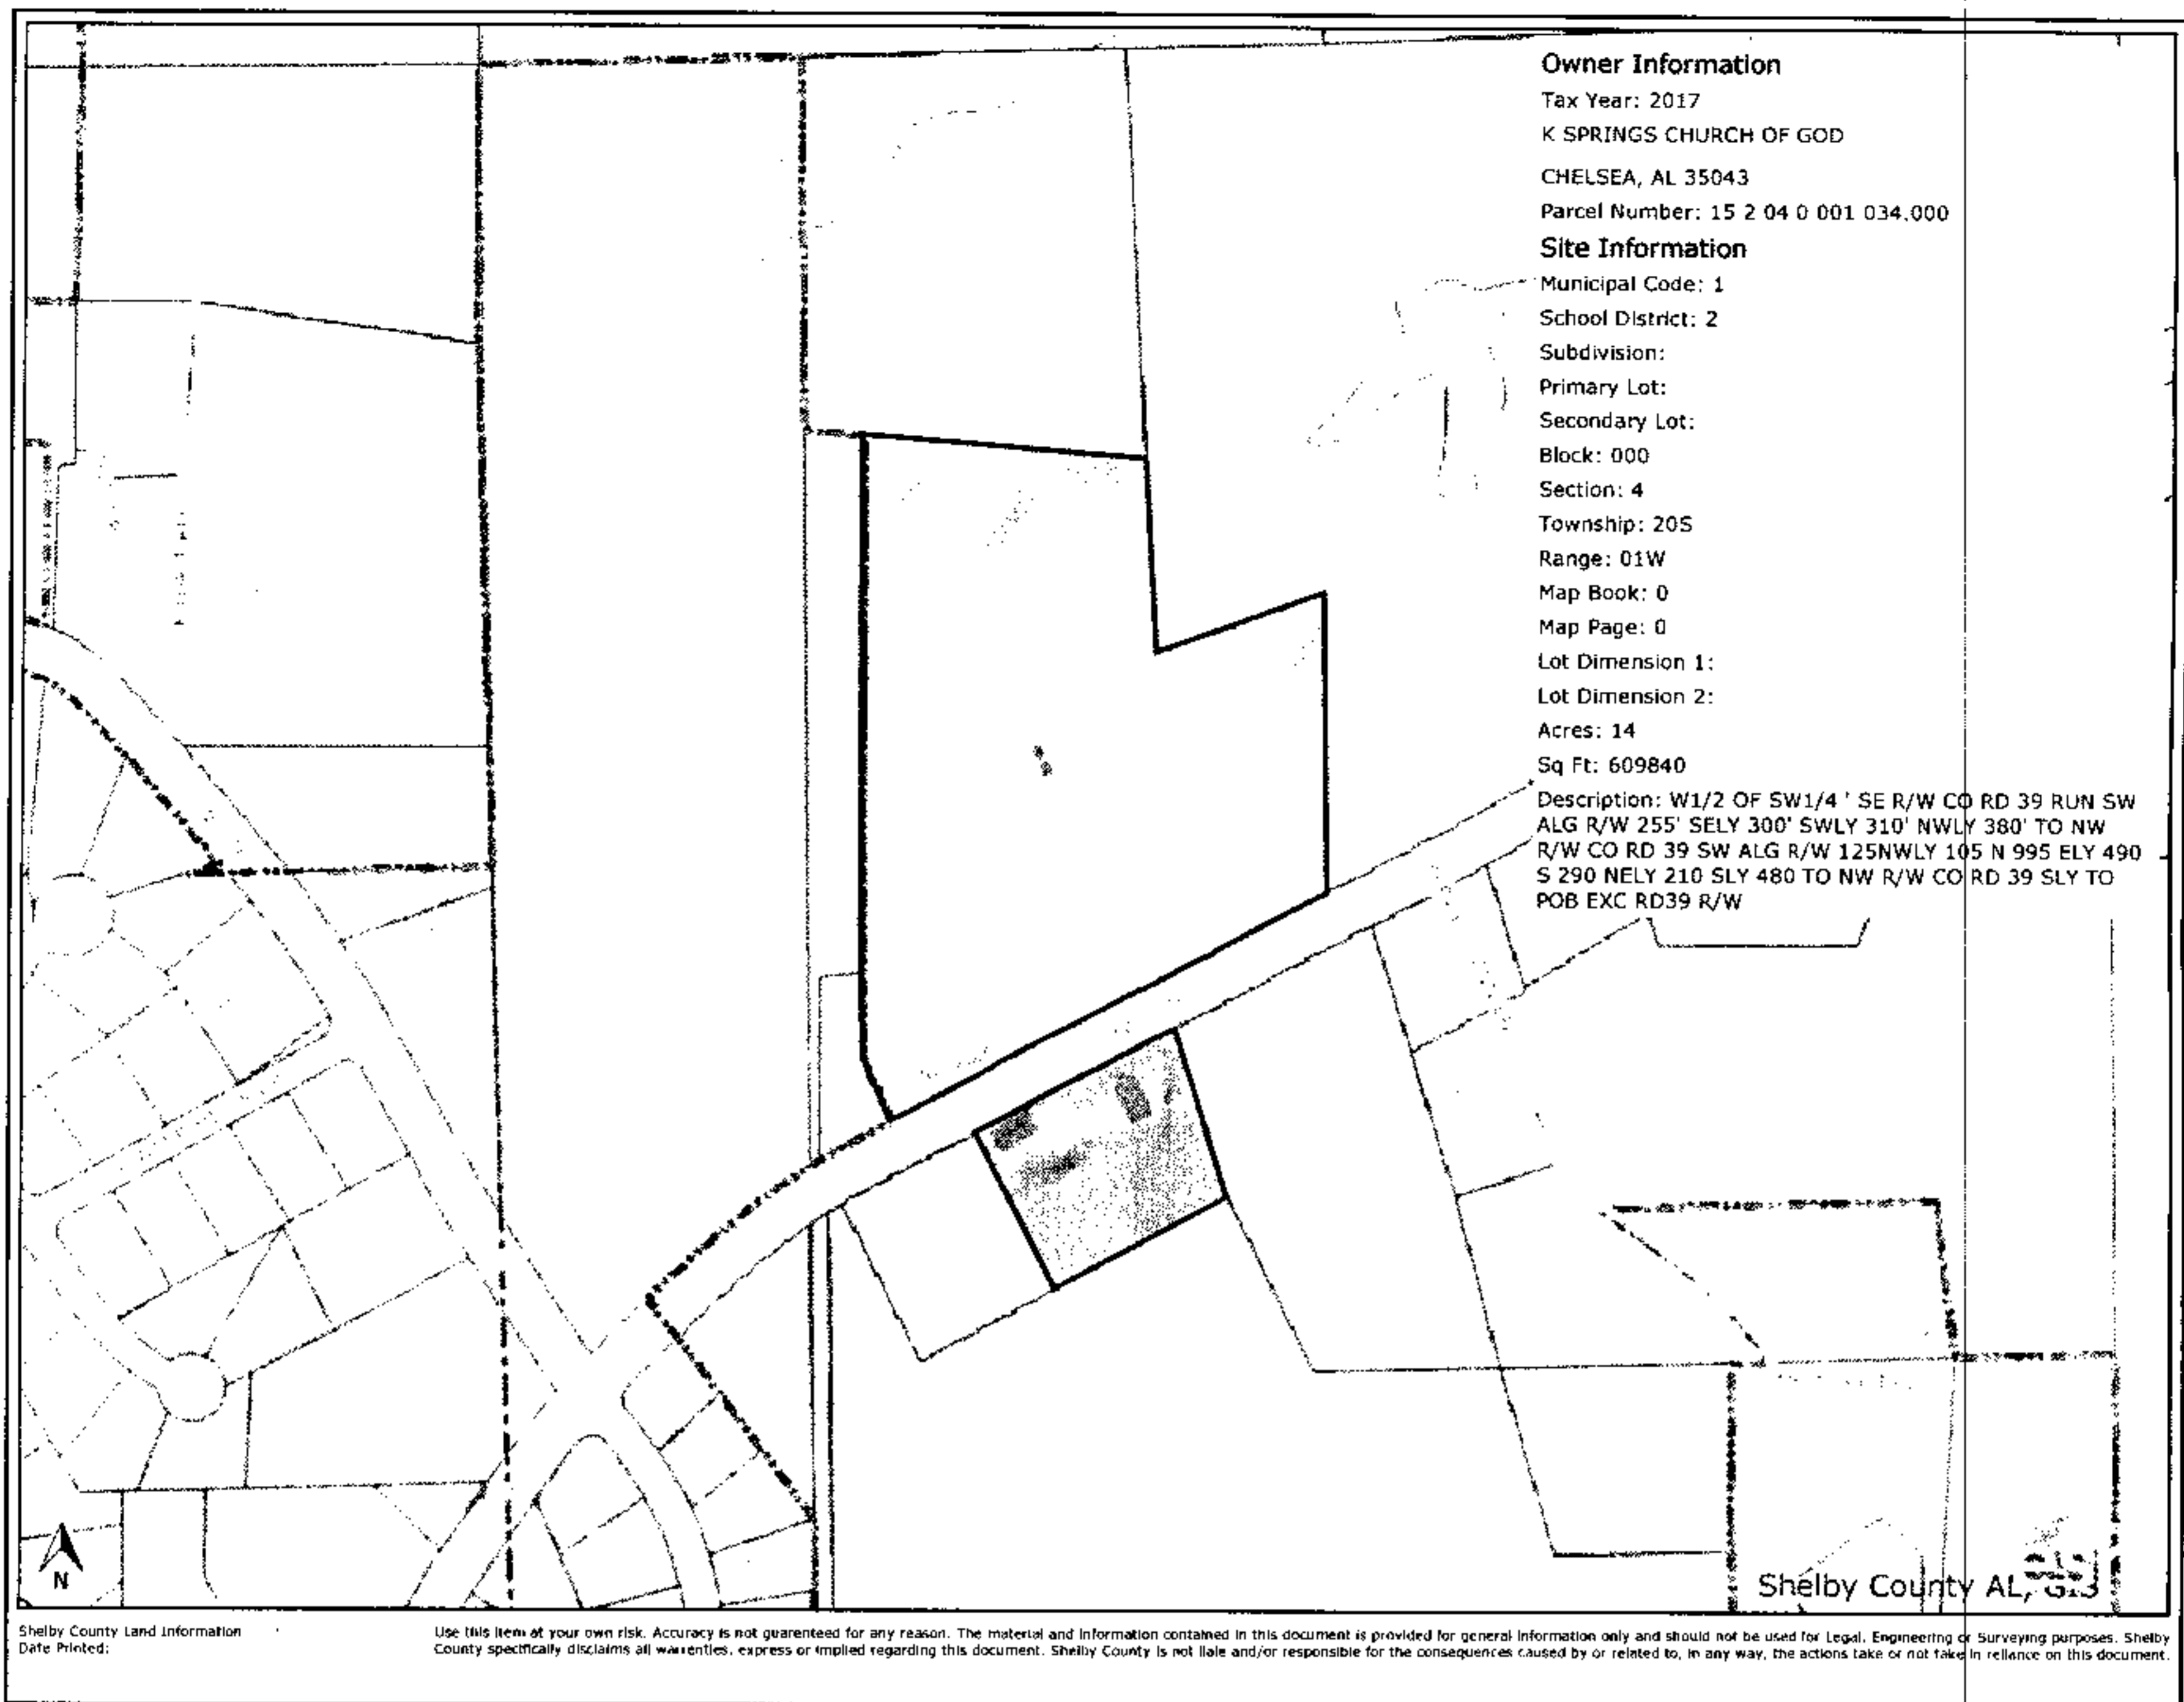 Owner Information
Tax Year: 2017
K SPRINGS CHURCH OF GOD
CHELSEA, AL 35043
Parcel Number: 15 2 04 0 001 034.000
Site Information
Municipal Code: 1
School District: 2
Subdivision:
Primary Lot:
Secondary Lot:
Block: 000
Section: 4
Township: 20S
Range: 01W
Map Book: 0
Map Page: 0
Lot Dimension 1:
Lot Dimension 2:
Acres: 14
Sq Ft: 609840
Description: W1/2 OF SW1/4 ' SE R/W CO RD 39 RUN SW
ALG R/W 255' SELY 300' SWLY 310' NWLY 380' TO NW
R/W CO RD 39 SW ALG R/W 125NWLY 105 N 995 ELY 490
S 290 NELY 210 SLY 480 TO NW R/W CO RD 39 SLY TO
POB EXC RD39 R/W
N
Shelby County AL, GIS
Shelby County Land Information
Date Printed:
Use this item at your own risk. Accuracy is not guarenteed for any reason. The material and information contained in this document is provided for general information only and should not be used for Legal, Engineering or Surveying purposes. Shelby
County specifically disclaims all warrenties, express or implied regarding this document. Shelby County is not liale and/or responsible for the consequences caused by or related to, in any way, the actions take or not take in reliance on this document.